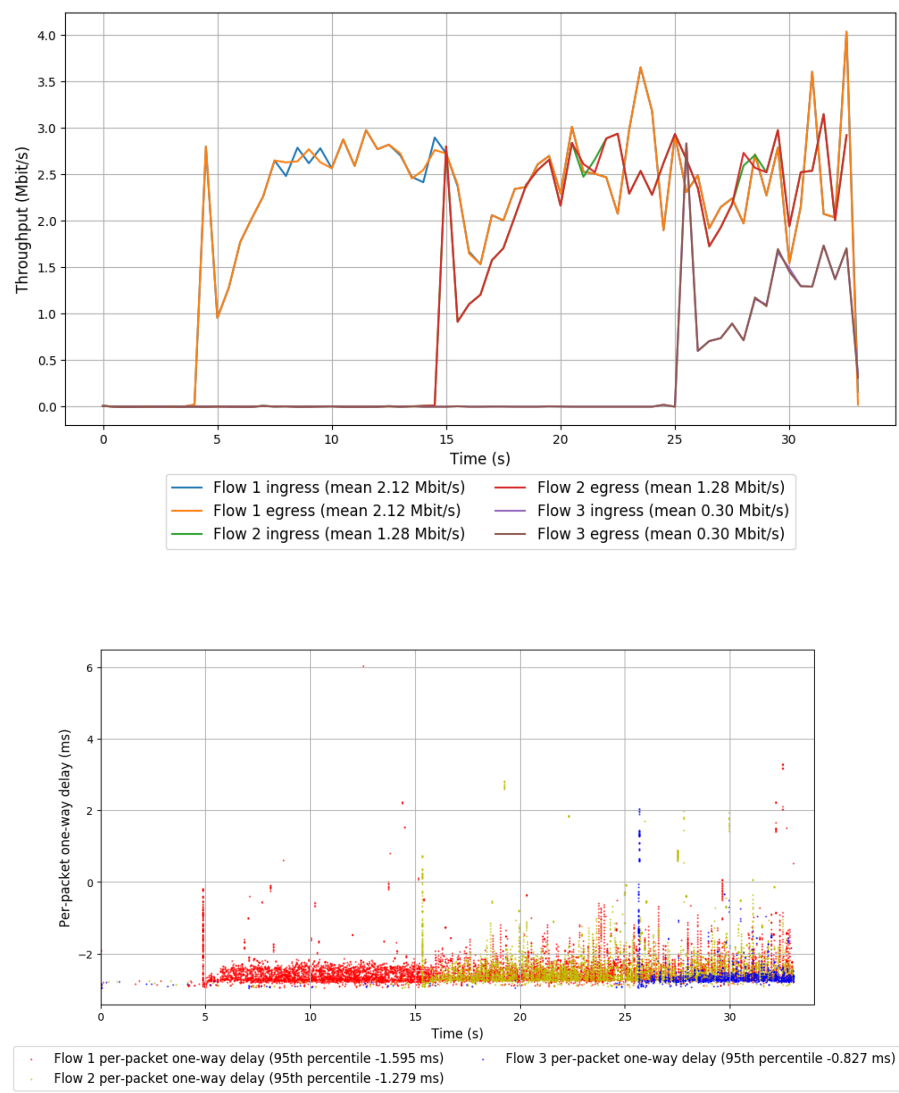 4.0
3.5
3.0
2.5
2.0
1.5
1.0
0.5
0.0
Throughput (Mbit/s)
0 5 10 15 20 25 30
Time (s)
Flow 1 ingress (mean 2.12 Mbit/s)
Flow 1 egress (mean 2.12 Mbit/s)
Flow 2 ingress (mean 1.28 Mbit/s)
Flow 2 egress (mean 1.28 Mbit/s)
Flow 3 ingress (mean 0.30 Mbit/s)
Flow 3 egress (mean 0.30 Mbit/s)
6
4
2
0
−2
Per-packet one-way delay (ms)
0 5 10 15 20 25 30
Time (s)
Flow 1 per-packet one-way delay (95th percentile -1.595 ms)
Flow 2 per-packet one-way delay (95th percentile -1.279 ms)
Flow 3 per-packet one-way delay (95th percentile -0.827 ms)